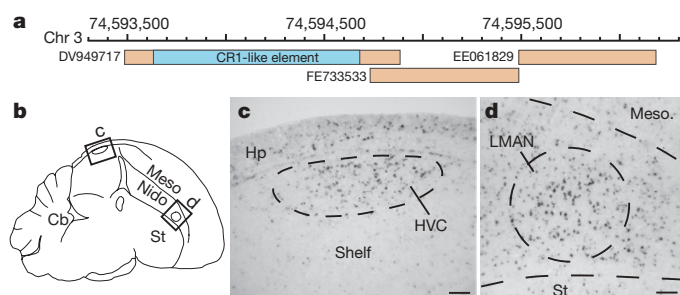 a
74,593,500 74,594,500 74,595,500
Chr 3
DV949717 CR1-like element EE061829
FE733533
b c d
c Meso.
Hp LMAN
Meso
Nido d
Cb St HVC
Shelf
St